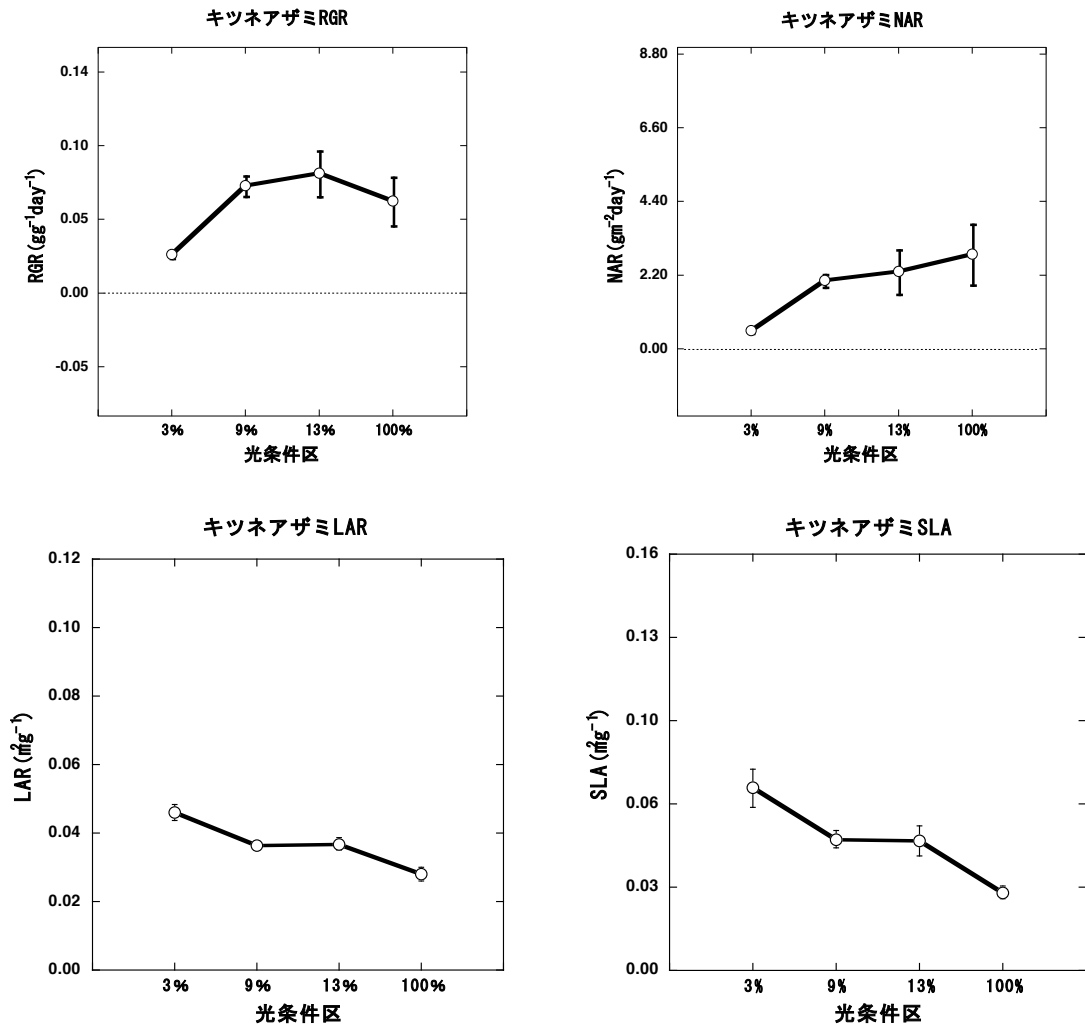 キツネアザミRGR
0.14
0.10
0.05
0.00
-0.05
RGR(gg⁻¹day⁻¹)
3% 9% 13% 100%
光条件区
キツネアザミNAR
8.80
6.60
4.40
2.20
0.00
NAR(gm⁻²day⁻¹)
3% 9% 13% 100%
光条件区
キツネアザミLAR
0.12
0.10
0.08
0.06
0.04
0.02
0.00
LAR(m²g⁻¹)
3% 9% 13% 100%
光条件区
キツネアザミSLA
0.16
0.13
0.10
0.06
0.03
0.00
SLA(m²g⁻¹)
3% 9% 13% 100%
光条件区